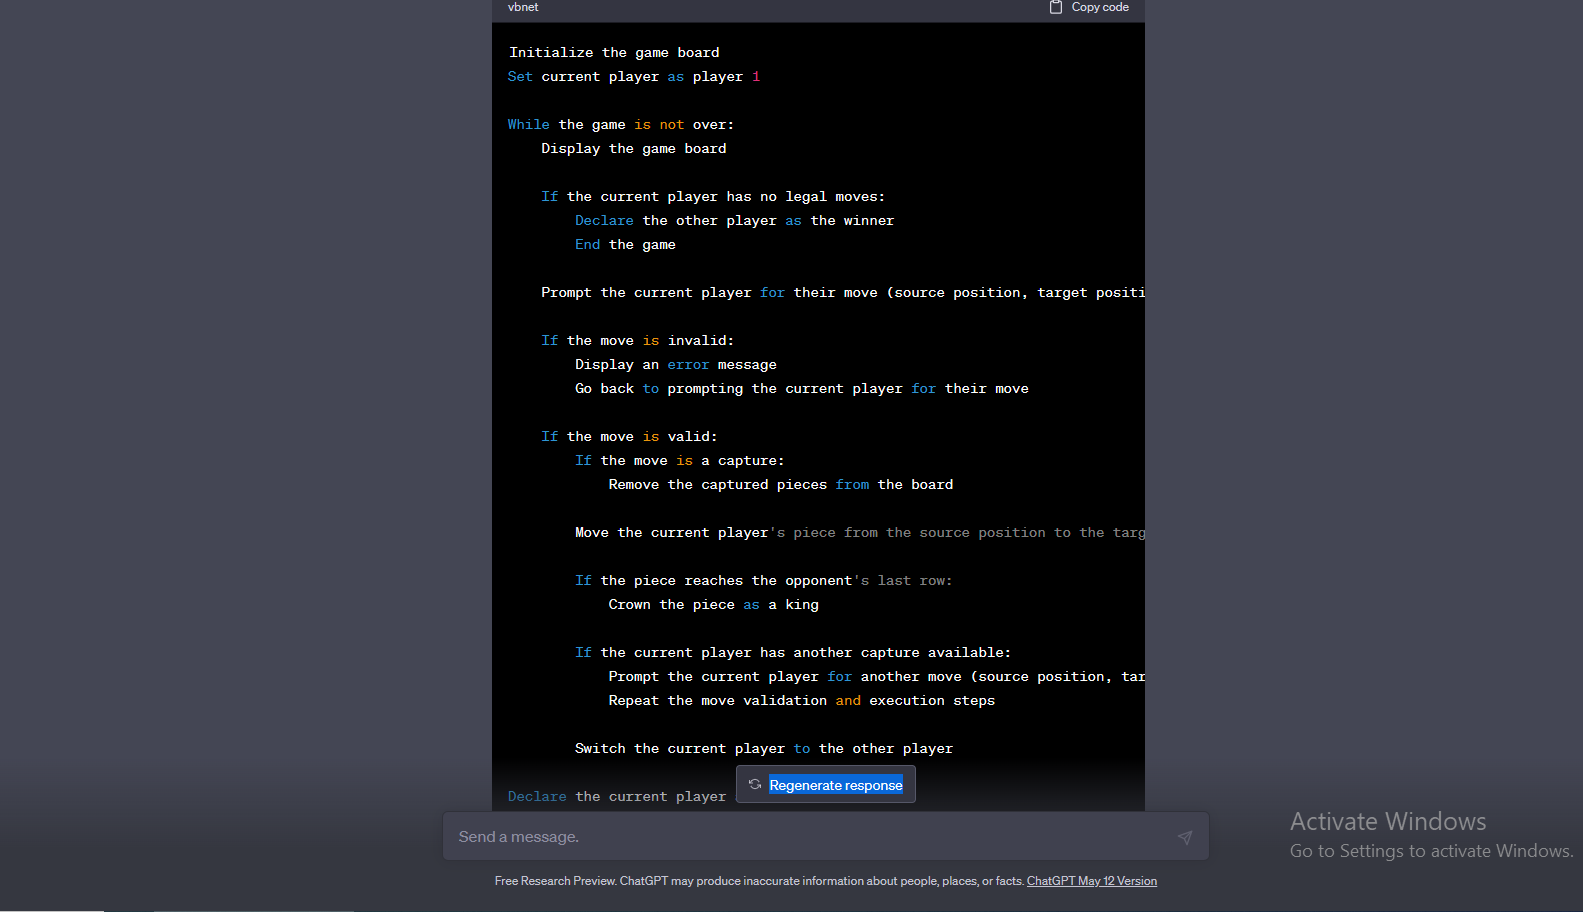 vbnet
Copy code
Initialize the game board
Set current player as player 1
While the game is not over:
Display the game board
If the current player has no legal moves:
Declare the other player as the winner
End the game
Prompt the current player for their move (source position, target positi
If the move is invalid:
Display an error message
Go back to prompting the current player for their move
If the move is valid:
If the move is a capture:
Remove the captured pieces from the board
Move the current player's piece from the source position to the targ
If the piece reaches the opponent's last row:
Crown the piece as a king
If the current player has another capture available:
Prompt the current player for another move (source position, tar
Repeat the move validation and execution steps
Switch the current player to the other player
Declare the current player
Regenerate response
Send a message.
Free Research Preview. ChatGPT may produce inaccurate information about people, places, or facts. ChatGPT May 12 Version
Activate Windows
Go to Settings to activate Windows.